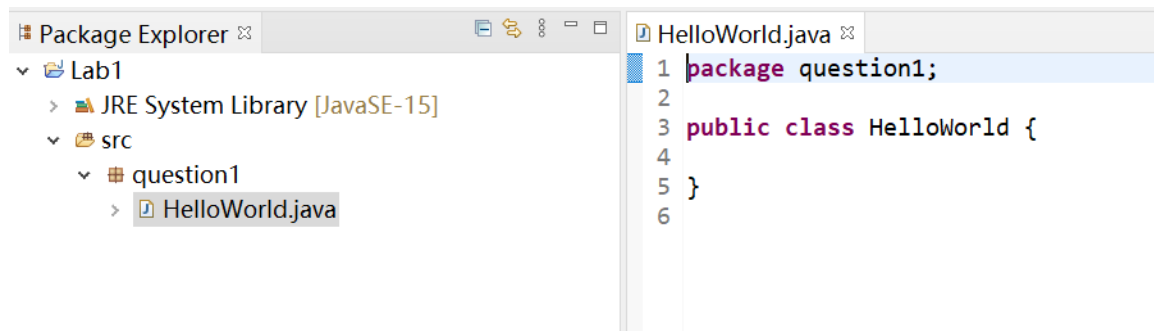 Package Explorer
Lab1
JRE System Library [JavaSE-15]
src
question1
HelloWorld.java
HelloWorld.java
1 package question1;
2
3 public class HelloWorld {
4
5 }
6